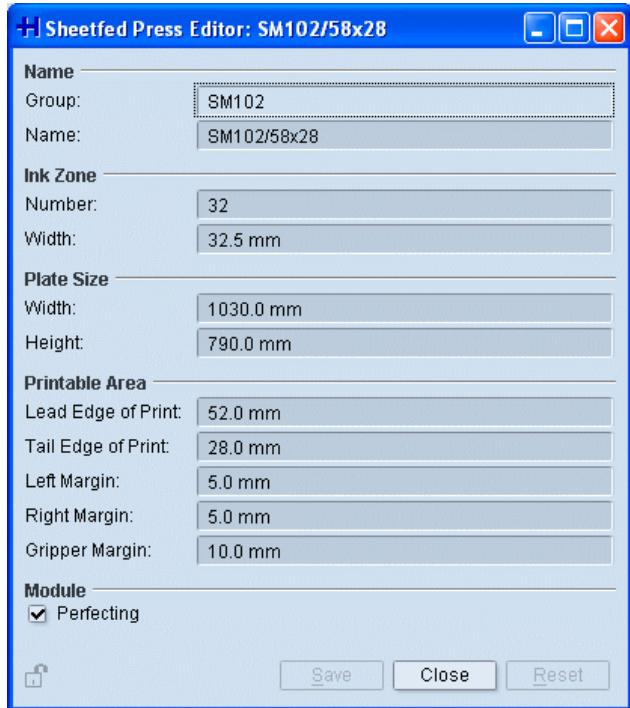 Sheetfed Press Editor: SM102/58x28
Name
Group: SM102
Name: SM102/58x28
Ink Zone
Number: 32
Width: 32.5 mm
Plate Size
Width: 1030.0 mm
Height: 790.0 mm
Printable Area
Lead Edge of Print: 52.0 mm
Tail Edge of Print: 28.0 mm
Left Margin: 5.0 mm
Right Margin: 5.0 mm
Gripper Margin: 10.0 mm
Module
Perfecting
Save Close Reset